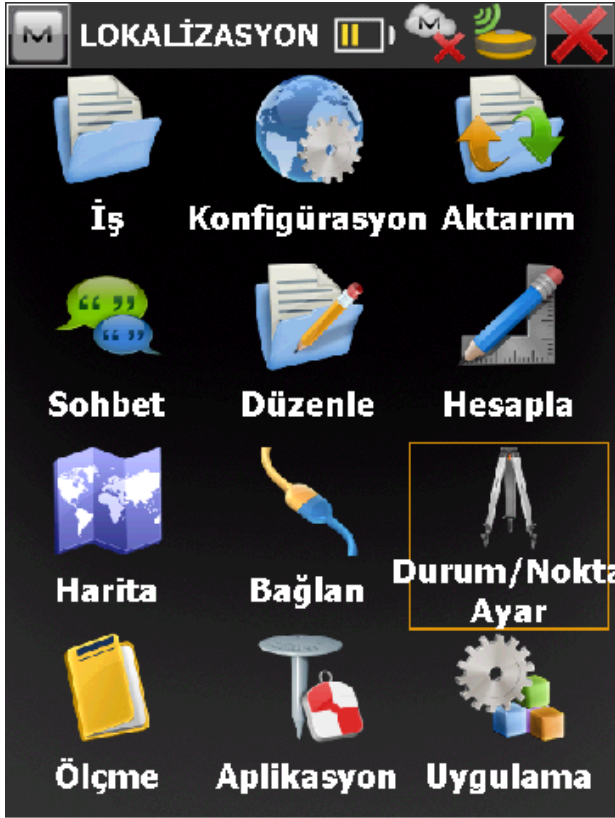 LOKALİZASYON
İş Konfigürasyon Aktarım
Sohbet Düzenle Hesapla
Harita Bağlan Durum/Nokta
Ayar
Ölçme Aplikasyon Uygulama